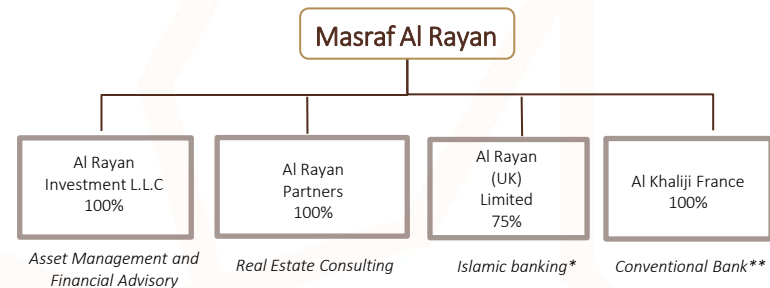 Masraf Al Rayan
Al Rayan
Investment L.L.C
100%
Al Rayan
Partners
100%
Al Rayan
(UK)
Limited
75%
Al Khaliji France
100%
Asset Management and
Financial Advisory
Real Estate Consulting
Islamic banking*
Conventional Bank**